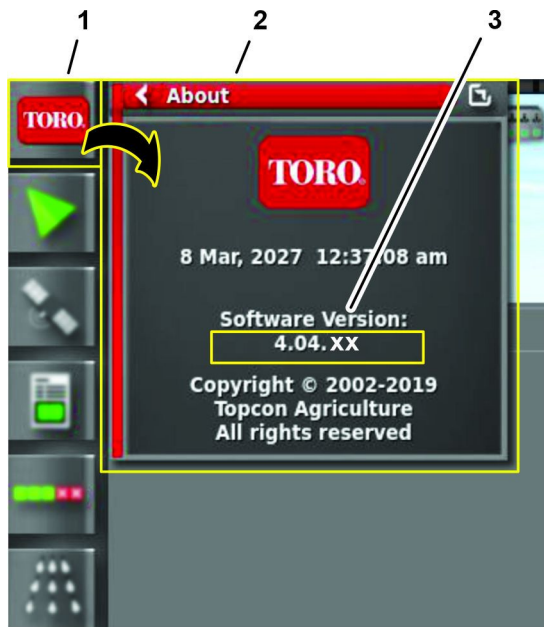 1
2
3
TORO.
About
TORO.
8 Mar, 2027 12:37:08 am
Software Version:
4.04.XX
Copyright © 2002-2019
Topcon Agriculture
All rights reserved